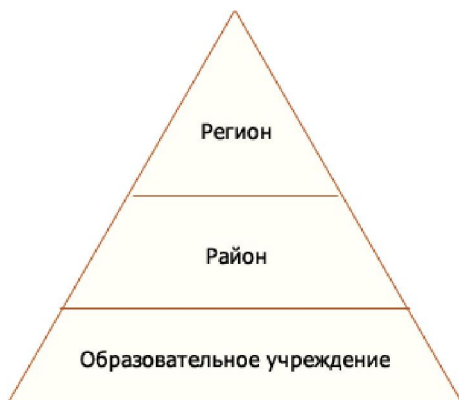 Регион
Район
Образовательное учреждение